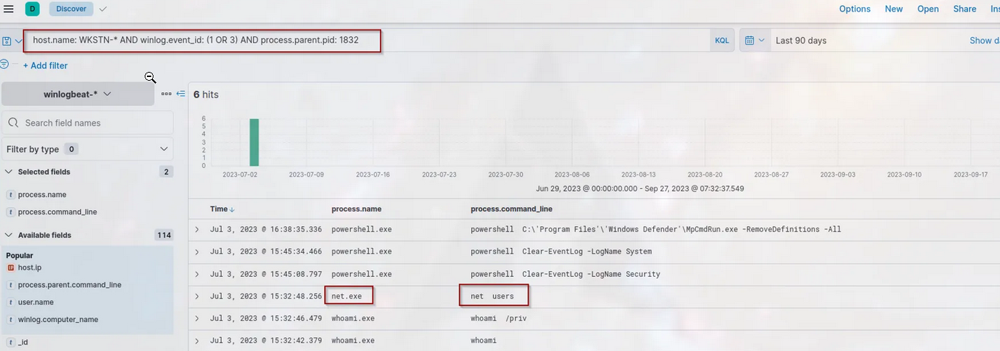 D Discover Options New Open Share Ins
host.name: WKSTN-* AND winlog.event_id: (1 OR 3) AND process.parent.pid: 1832 KQL Last 90 days Show da
+ Add filter
winlogbeat-* 6 hits
Search field names
Filter by type 0
Selected fields 2
process.name
process.command_line
Available fields 114
Popular
host.ip
process.parent.command_line
user.name
winlog.computer_name
_id
6
5
4
3
2
1
0
2023-07-02 2023-07-09 2023-07-16 2023-07-23 2023-07-30 2023-08-06 2023-08-13 2023-08-20 2023-08-27 2023-09-03 2023-09-10 2023-09-17
Jun 29, 2023 @ 00:00:00.000 - Sep 27, 2023 @ 07:32:37.549
Time process.name process.command_line
Jul 3, 2023 @ 16:38:35.336 powershell.exe powershell C:\'Program Files'\'Windows Defender'\MpCmdRun.exe -RemoveDefinitions -All
Jul 3, 2023 @ 15:45:34.466 powershell.exe powershell Clear-EventLog -LogName System
Jul 3, 2023 @ 15:45:08.797 powershell.exe powershell Clear-EventLog -LogName Security
Jul 3, 2023 @ 15:32:48.256 net.exe net users
Jul 3, 2023 @ 15:32:46.479 whoami.exe whoami /priv
Jul 3, 2023 @ 15:32:42.379 whoami.exe whoami